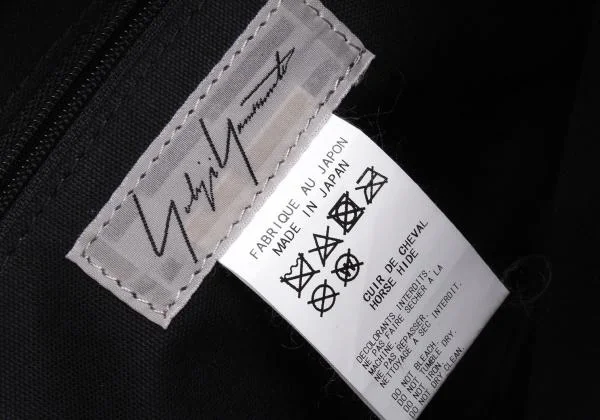 Yohji Yamamoto
FABRIQUE AU JAPON
MADE IN JAPAN
CUIR DE CHEVAL
HORSE HIDE
DECOLORANTS INTERDITS.
NE PAS FAIRE SECHER A LA
MACHINE.
NE PAS REPASSER.
NETTOYAGE A SEC INTERDIT.
DO NOT BLEACH.
DO NOT TUMBLE DRY.
DO NOT IRON.
DO NOT DRY CLEAN.